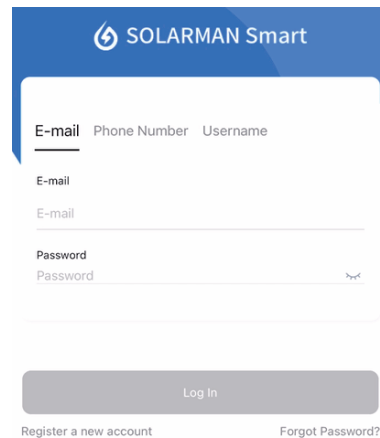 SOLARMAN Smart
E-mail Phone Number Username
E-mail
E-mail
Password
Password
Log In
Register a new account Forgot Password?